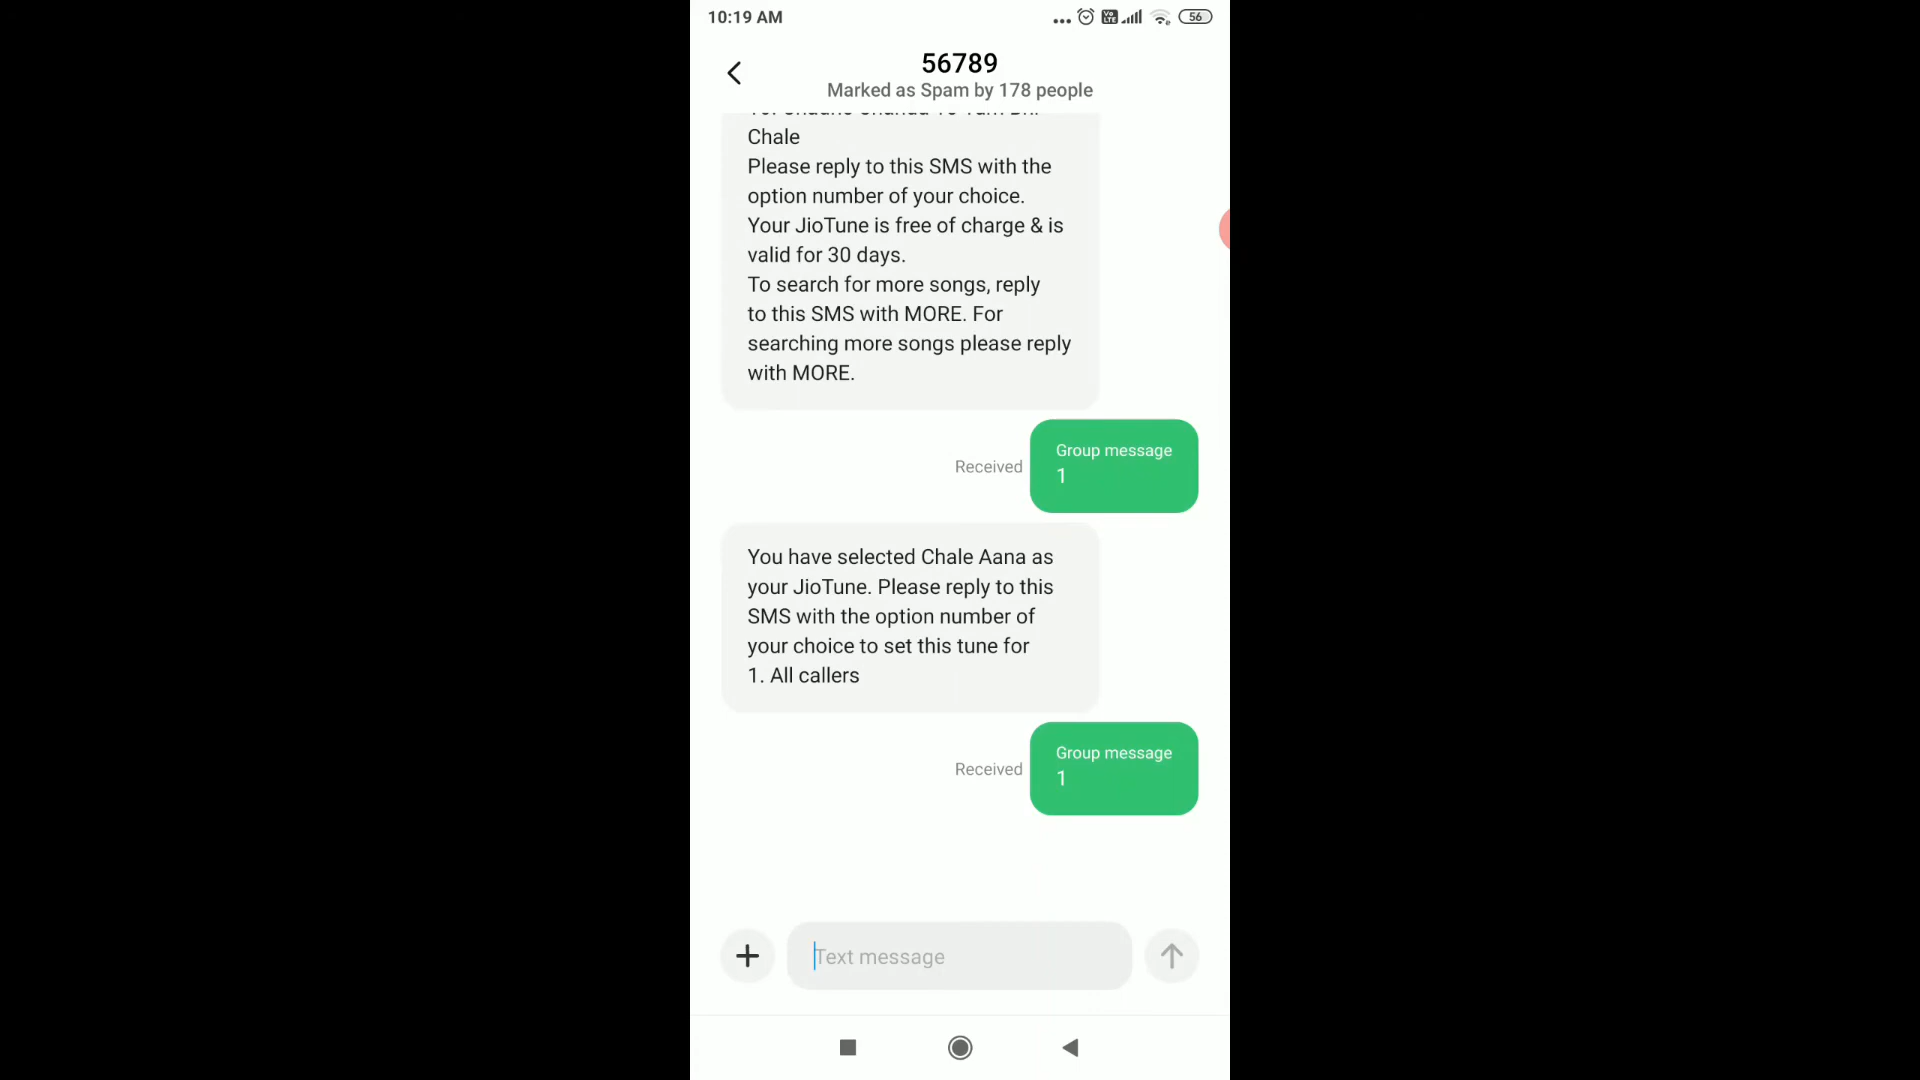 10:19 AM
56
56789
Marked as Spam by 178 people
Chale
Please reply to this SMS with the
option number of your choice.
Your JioTune is free of charge & is
valid for 30 days.
To search for more songs, reply
to this SMS with MORE. For
searching more songs please reply
with MORE.
Group message
Received
1
You have selected Chale Aana as
your JioTune. Please reply to this
SMS with the option number of
your choice to set this tune for
1. All callers
Group message
Received
1
Text message